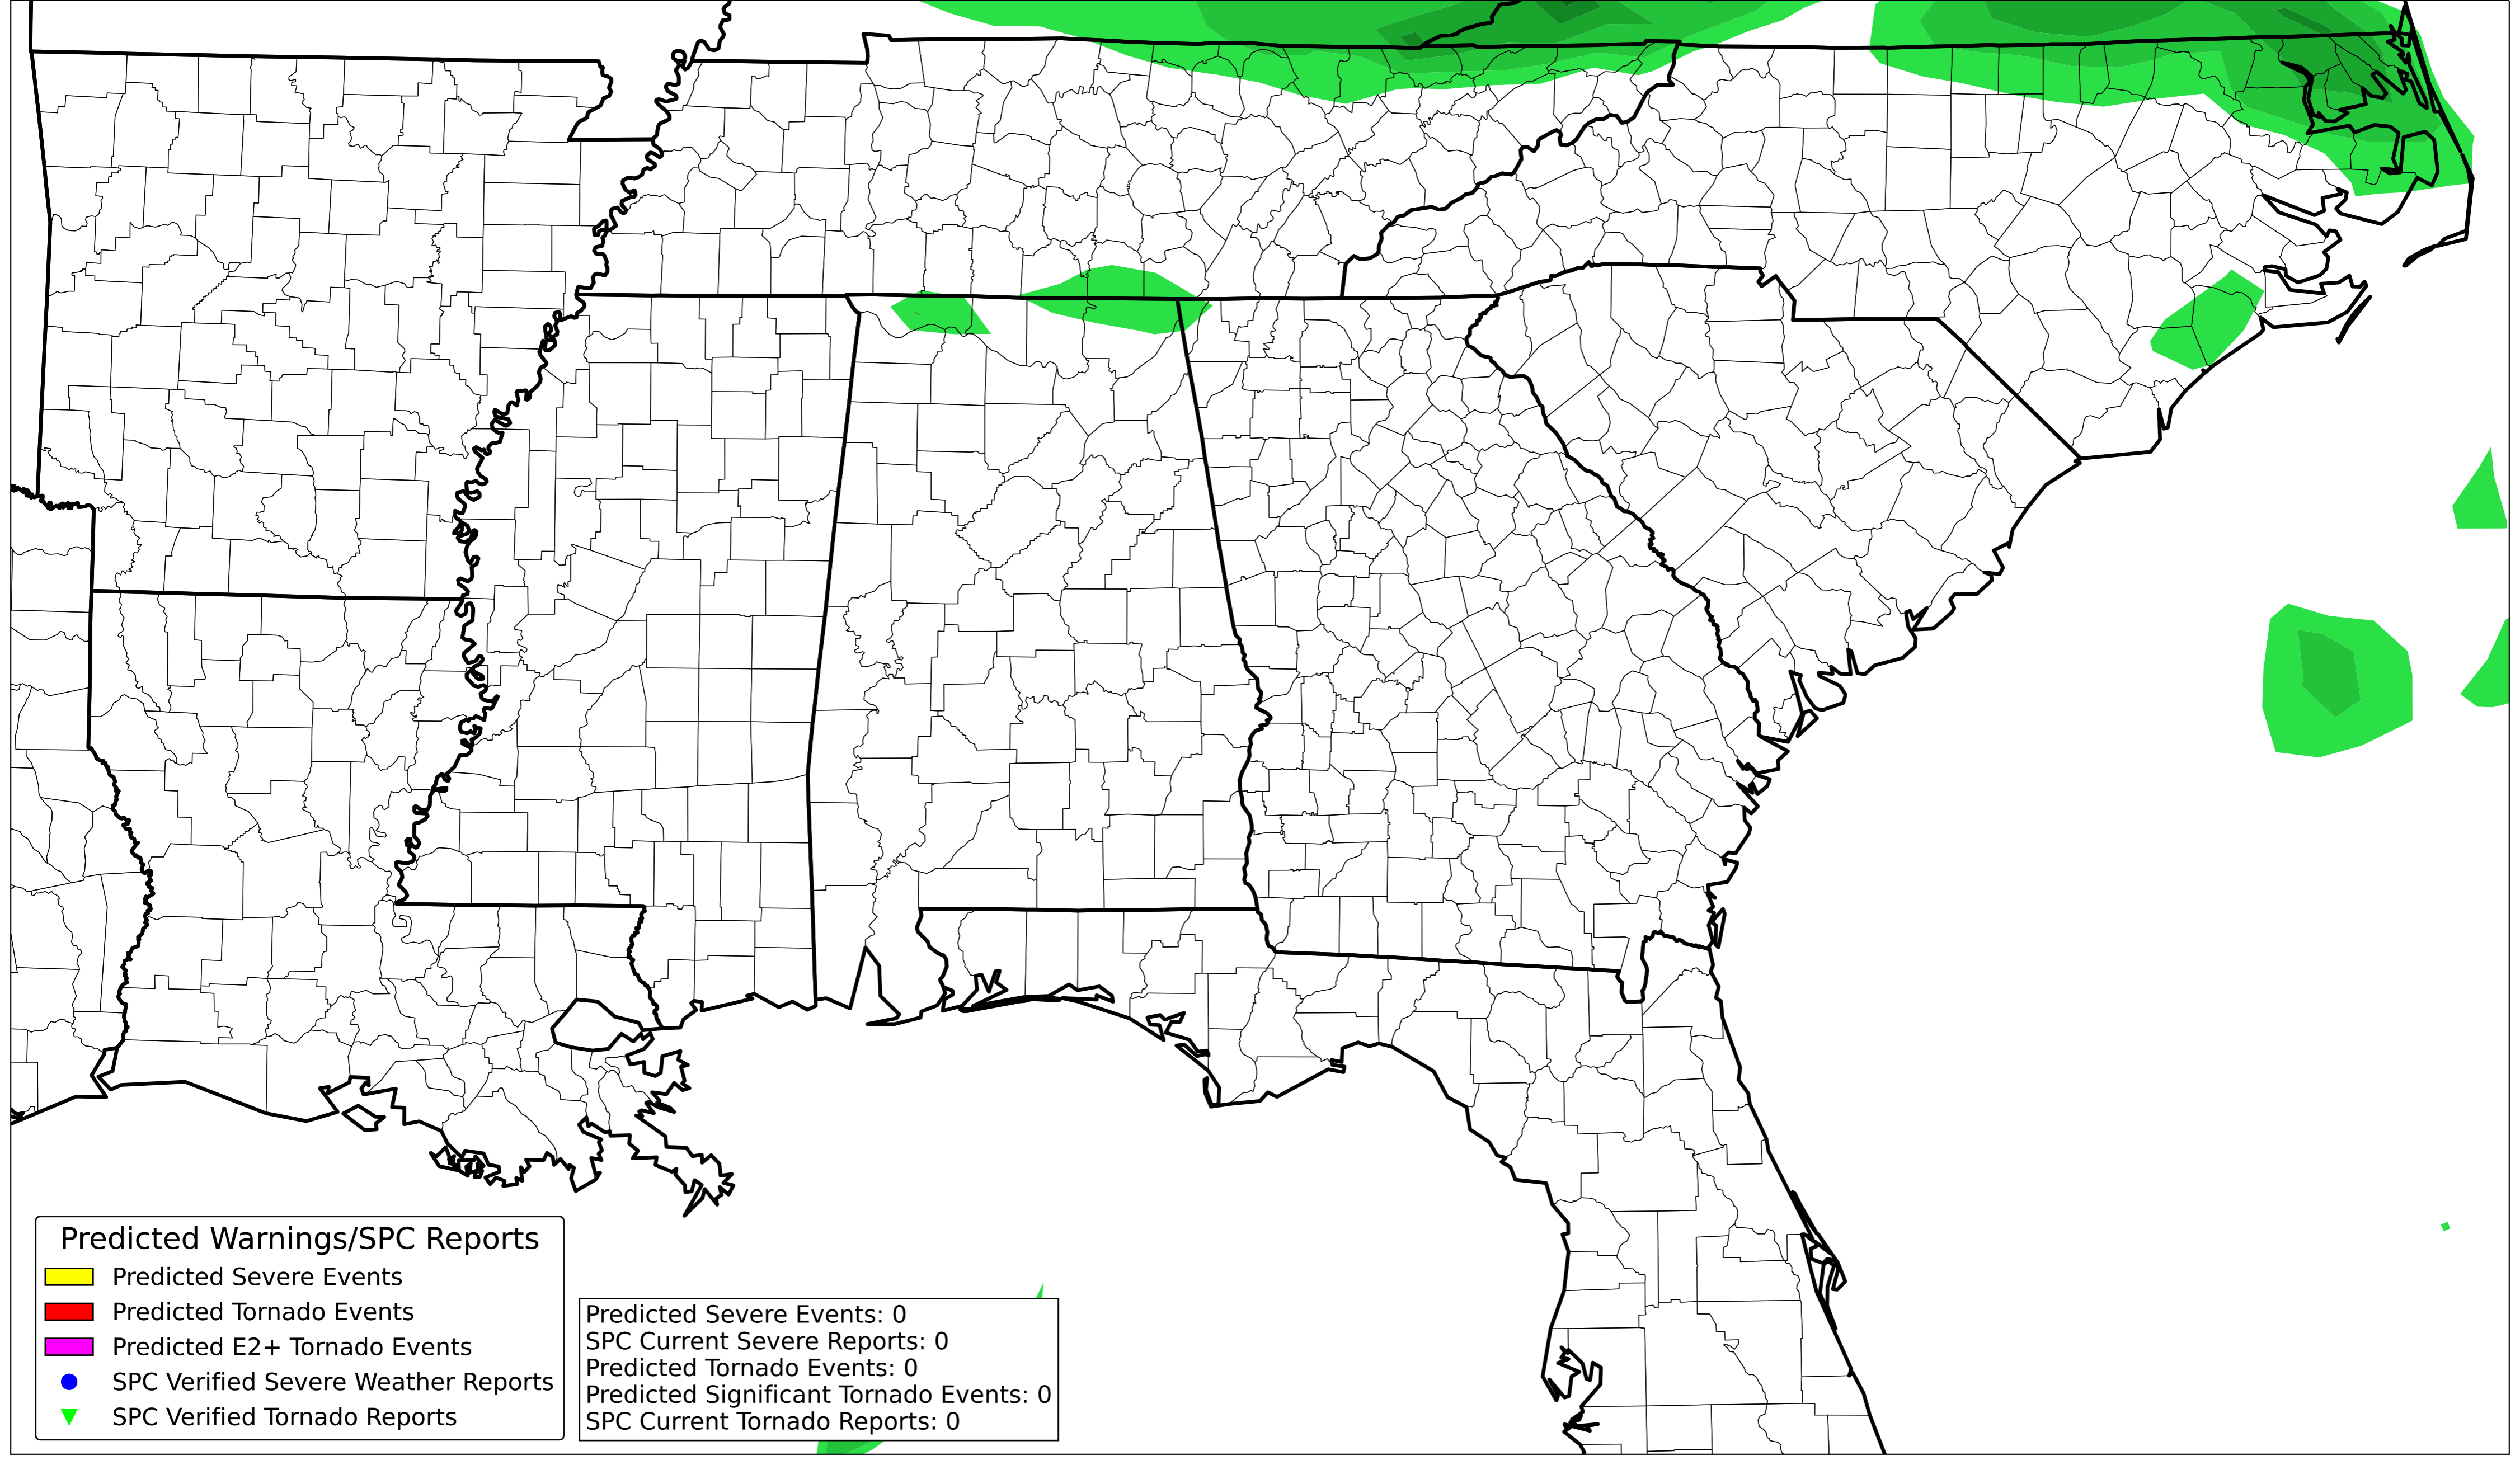 Predicted Warnings/SPC Reports
Predicted Severe Events
Predicted Tornado Events
Predicted E2+ Tornado Events
SPC Verified Severe Weather Reports
SPC Verified Tornado Reports
Predicted Severe Events: 0
SPC Current Severe Reports: 0
Predicted Tornado Events: 0
Predicted Significant Tornado Events: 0
SPC Current Tornado Reports: 0